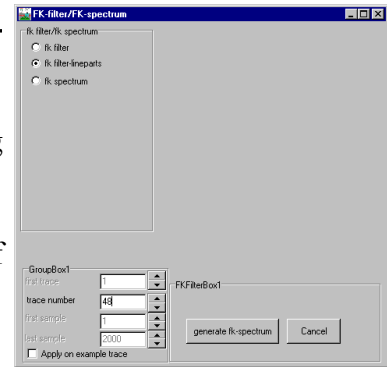 FK-filter/FK-spectrum
fk filter/fk spectrum
fk filter
fk filter-lineparts
fk spectrum
GroupBox1
first trace 1
trace number 48
first sample 1
last sample 2000
Apply on example trace
FKFilterBox1
generate fk-spectrum Cancel